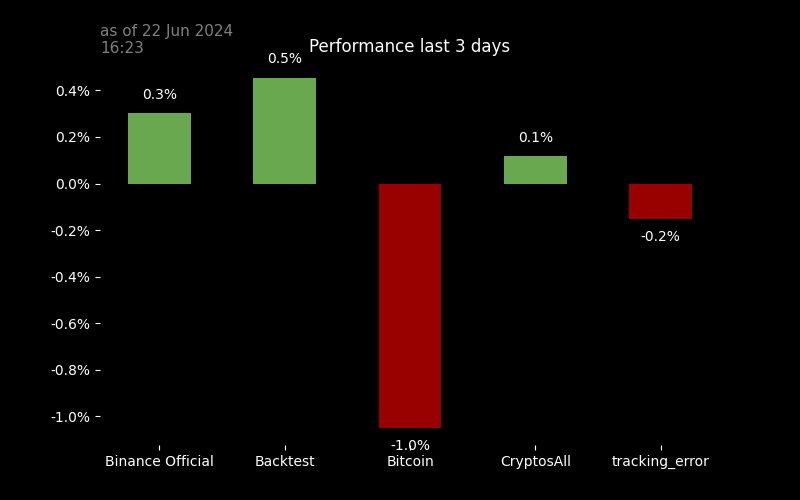 as of 22 Jun 2024
16:23
Performance last 3 days
0.5%
0.4%
0.3%
0.2%
0.1%
0.0%
-0.2%
-0.2%
-0.4%
-0.6%
-0.8%
-1.0%
-1.0%
Binance Official
Backtest
Bitcoin
CryptosAll
tracking_error